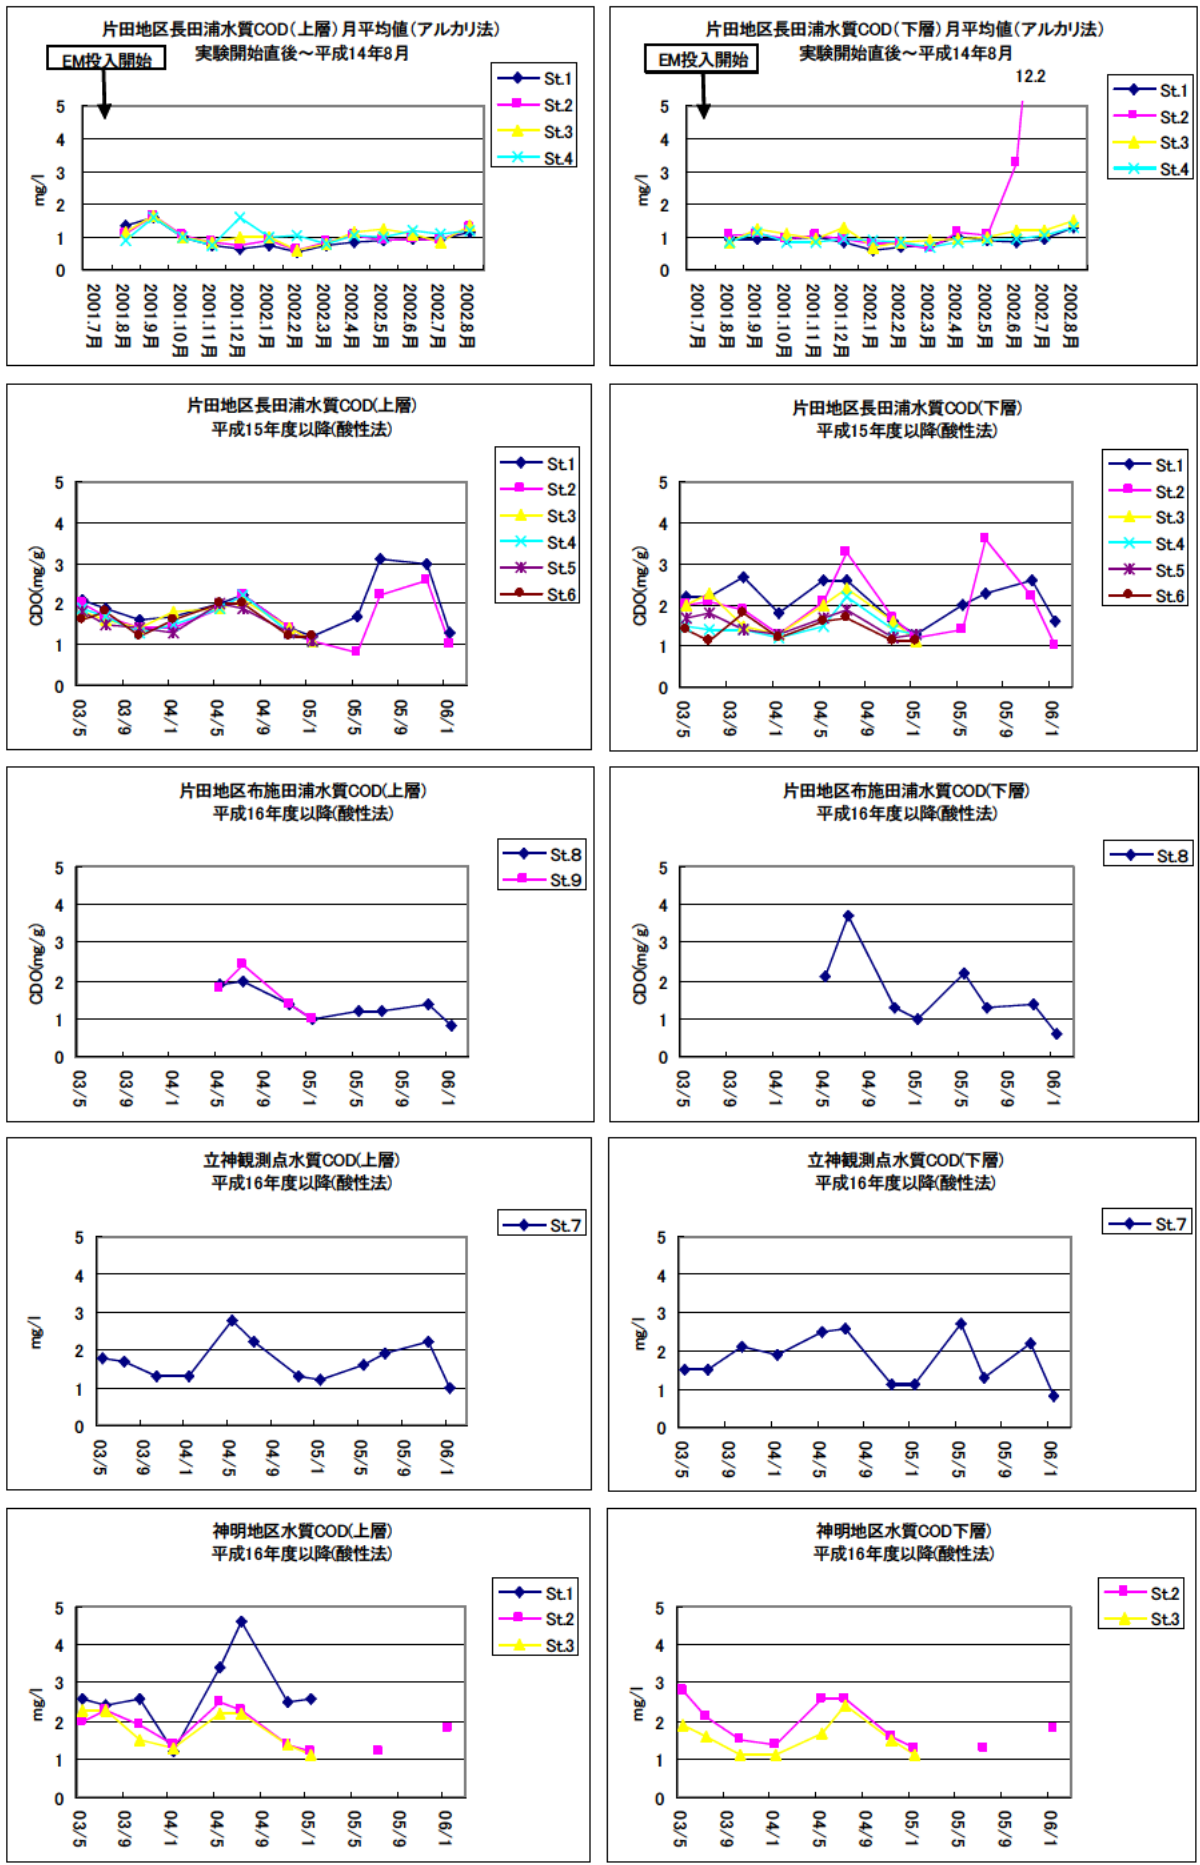 片田地区長田浦水質COD(上層)月平均値(アルカリ法)
実験開始直後～平成14年8月
EM投入開始
St.1
St.2
St.3
St.4
mg/l
5
4
3
2
1
0
2001.7月
2001.8月
2001.9月
2001.10月
2001.11月
2001.12月
2002.1月
2002.2月
2002.3月
2002.4月
2002.5月
2002.6月
2002.7月
2002.8月
片田地区長田浦水質COD(下層)月平均値(アルカリ法)
実験開始直後～平成14年8月
EM投入開始
12.2
St.1
St.2
St.3
St.4
mg/l
5
4
3
2
1
0
2001.7月
2001.8月
2001.9月
2001.10月
2001.11月
2001.12月
2002.1月
2002.2月
2002.3月
2002.4月
2002.5月
2002.6月
2002.7月
2002.8月
片田地区長田浦水質COD(上層)
平成15年度以降(酸性法)
St.1
St.2
St.3
St.4
St.5
St.6
CDO(mg/g)
5
4
3
2
1
0
03/5
03/9
04/1
04/5
04/9
05/1
05/5
05/9
06/1
片田地区長田浦水質COD(下層)
平成15年度以降(酸性法)
St.1
St.2
St.3
St.4
St.5
St.6
CDO(mg/g)
5
4
3
2
1
0
03/5
03/9
04/1
04/5
04/9
05/1
05/5
05/9
06/1
片田地区布施田浦水質COD(上層)
平成16年度以降(酸性法)
St.8
St.9
CDO(mg/g)
5
4
3
2
1
0
03/5
03/9
04/1
04/5
04/9
05/1
05/5
05/9
06/1
片田地区布施田浦水質COD(下層)
平成16年度以降(酸性法)
St.8
CDO(mg/g)
5
4
3
2
1
0
03/5
03/9
04/1
04/5
04/9
05/1
05/5
05/9
06/1
立神観測点水質COD(上層)
平成16年度以降(酸性法)
St.7
mg/l
5
4
3
2
1
0
03/5
03/9
04/1
04/5
04/9
05/1
05/5
05/9
06/1
立神観測点水質COD(下層)
平成16年度以降(酸性法)
St.7
mg/l
5
4
3
2
1
0
03/5
03/9
04/1
04/5
04/9
05/1
05/5
05/9
06/1
神明地区水質COD(上層)
平成16年度以降(酸性法)
St.1
St.2
St.3
mg/l
5
4
3
2
1
0
03/5
03/9
04/1
04/5
04/9
05/1
05/5
05/9
06/1
神明地区水質COD下層)
平成16年度以降(酸性法)
St.2
St.3
mg/l
5
4
3
2
1
0
03/5
03/9
04/1
04/5
04/9
05/1
05/5
05/9
06/1